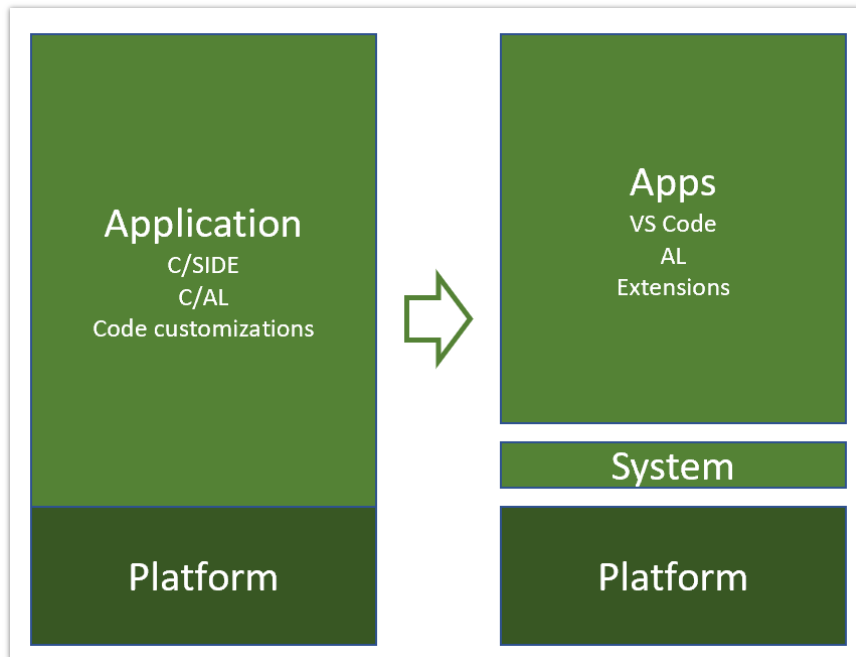 Application
C/SIDE
C/AL
Code customizations
Platform
Apps
VS Code
AL
Extensions
System
Platform